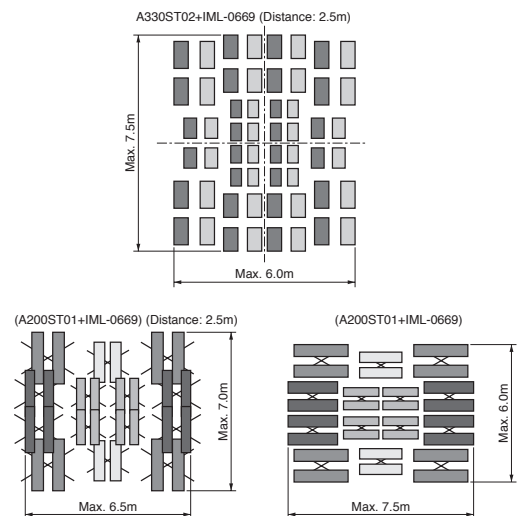 A330ST02+IML-0669 (Distance: 2.5m)
Max. 7.5m
Max. 6.0m
(A200ST01+IML-0669) (Distance: 2.5m)
Max. 7.0m
Max. 6.5m
(A200ST01+IML-0669)
Max. 6.0m
Max. 7.5m